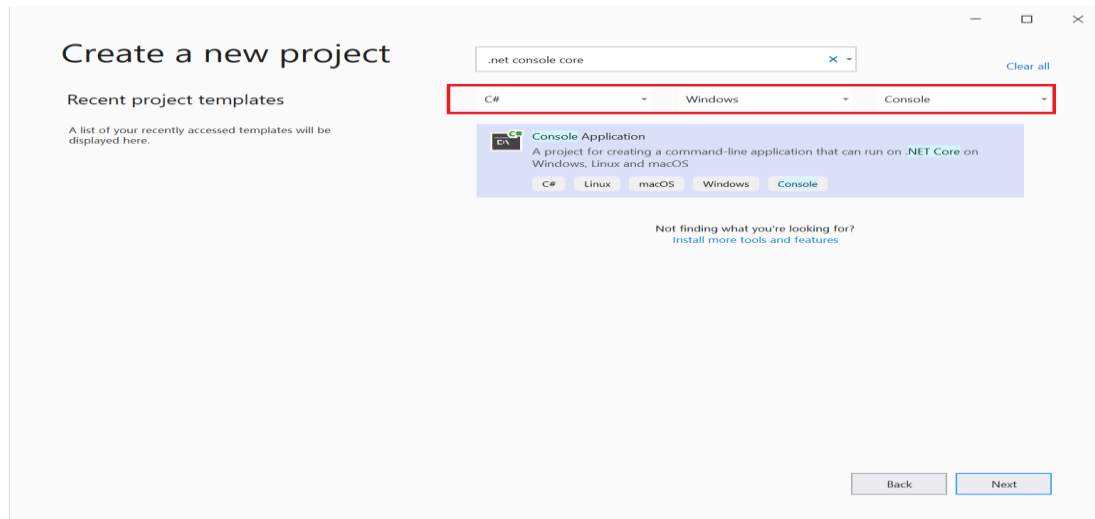 Create a new project
.net console core
Clear all
Recent project templates
C#
Windows
Console
A list of your recently accessed templates will be
displayed here.
C#
C:\
Console Application
A project for creating a command-line application that can run on .NET Core on
Windows, Linux and macOS
C# Linux macOS Windows Console
Not finding what you're looking for?
Install more tools and features
Back
Next